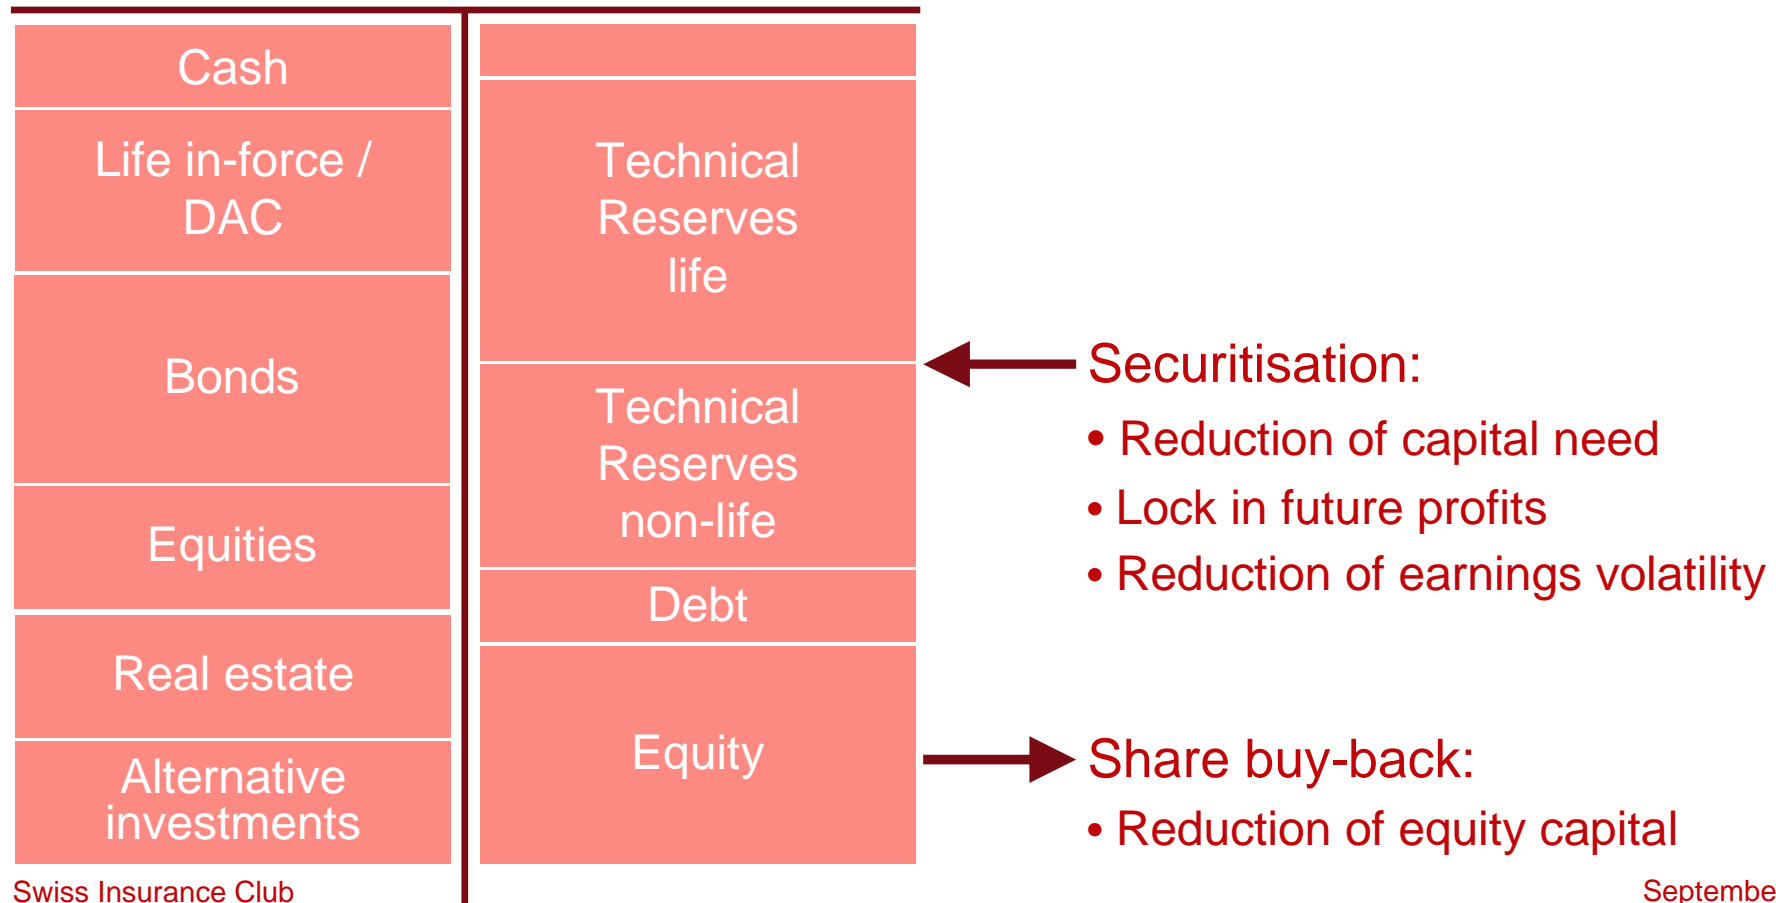 Cash
Life in-force /
DAC
Bonds
Equities
Real estate
Alternative
investments
Technical
Reserves
life
Technical
Reserves
non-life
Debt
Equity
Securitisation:
• Reduction of capital need
• Lock in future profits
• Reduction of earnings volatility
Share buy-back:
• Reduction of equity capital
Swiss Insurance Club
Septembe